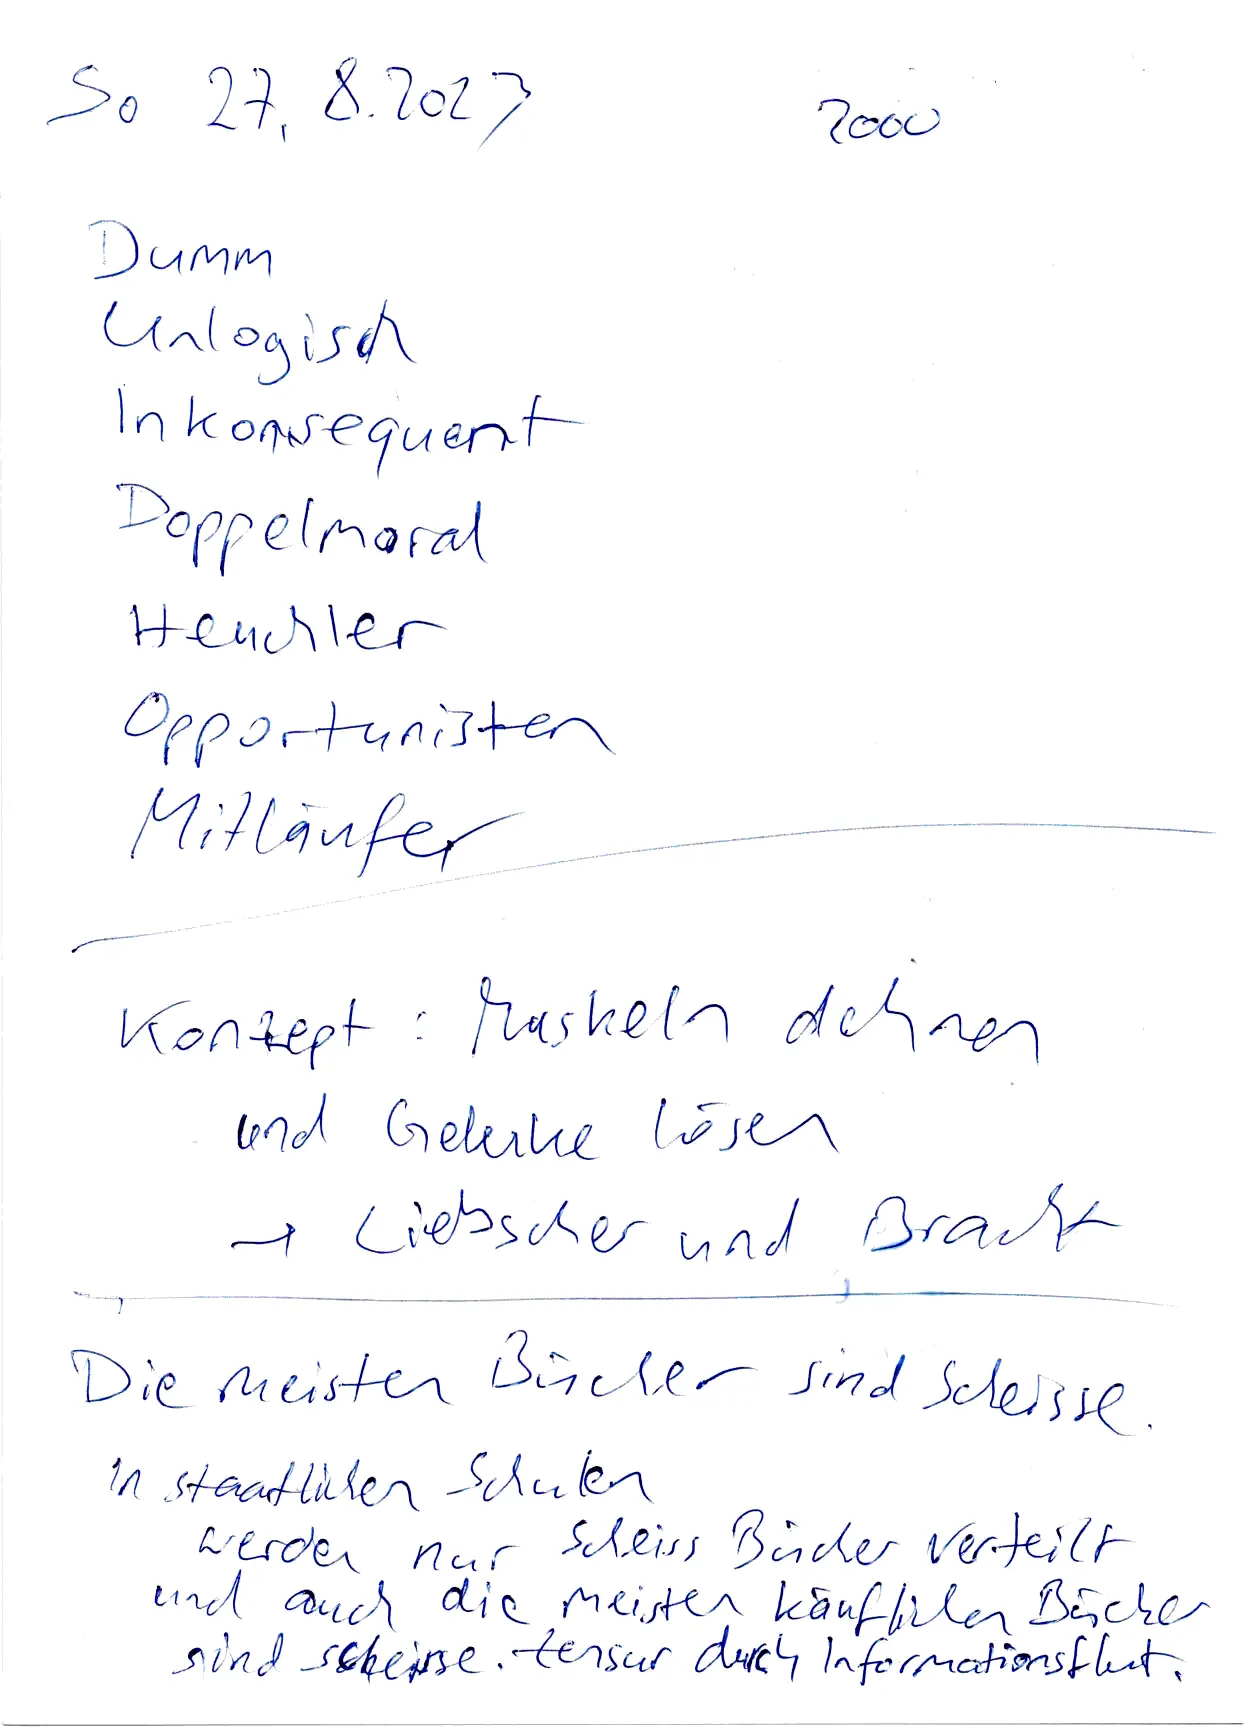 So 27. 8. 2023 2000
Dumm
Unlogisch
Inkonsequent
Doppelmoral
Heuchler
Opportunisten
Mitläufer
Konzept : Muskeln dehnen
und Gelenke lösen
→ Liebscher und Bracht
Die meisten Bücher sind scheisse.
in staatlichen Schulen
werden nur scheiss Bücher verteilt
und auch die meisten käuflichen Bücher
sind scheisse. Zensur durch Informationsflut.